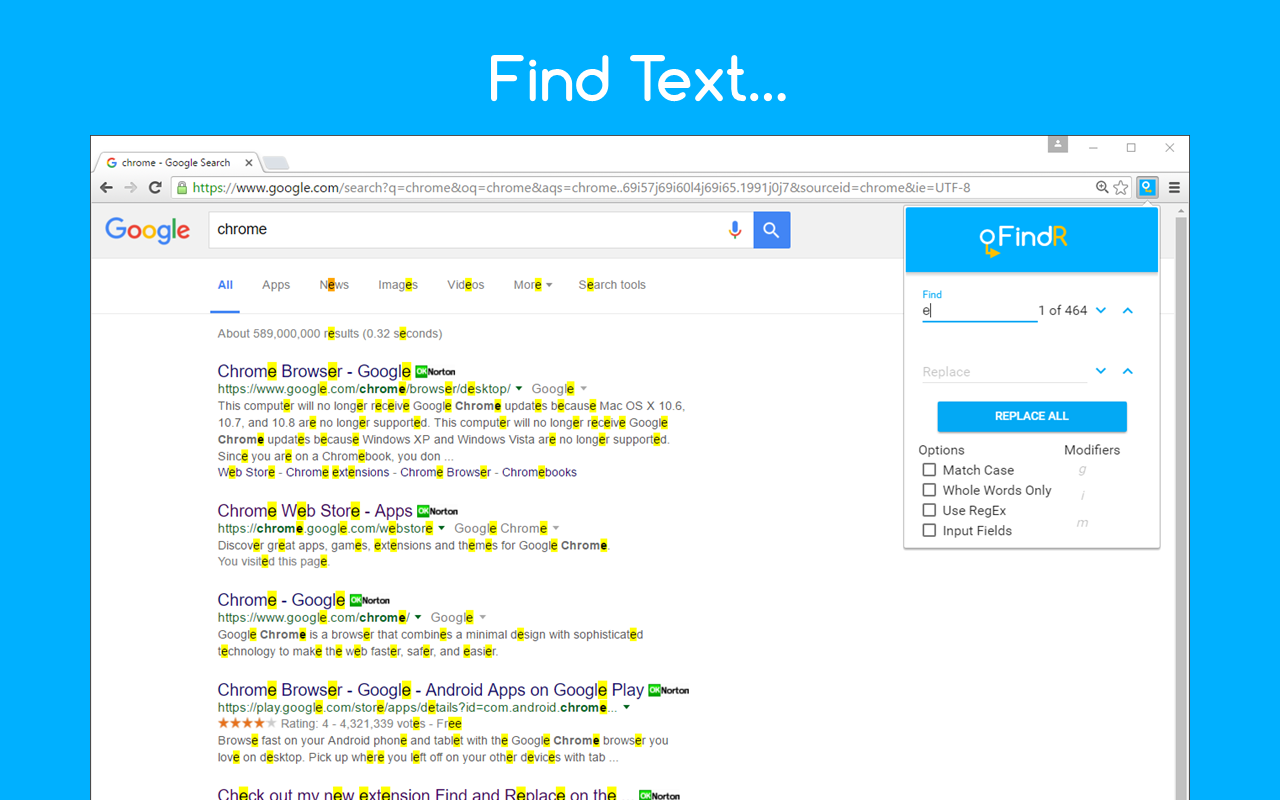 Find Text...
chrome - Google Search
https://www.google.com/search?q=chrome&oq=chrome&aqs=chrome..69i57j69i60l4j69i65.1991j0j7&sourceid=chrome&ie=UTF-8
Google
chrome
FindR
All Apps News Images Videos More Search tools
Find
e
1 of 464
Replace
REPLACE ALL
Options
Modifiers
Match Case
g
Whole Words Only
i
Use RegEx
Input Fields
m
About 589,000,000 results (0.32 seconds)
Chrome Browser - Google OK Norton
https://www.google.com/chrome/browser/desktop/ Google
This computer will no longer receive Google Chrome updates because Mac OS X 10.6,
10.7, and 10.8 are no longer supported. This computer will no longer receive Google
Chrome updates because Windows XP and Windows Vista are no longer supported.
Since you are on a Chromebook, you don ...
Web Store - Chrome extensions - Chrome Browser - Chromebooks
Chrome Web Store - Apps OK Norton
https://chrome.google.com/webstore Google Chrome
Discover great apps, games, extensions and themes for Google Chrome.
You visited this page.
Chrome - Google OK Norton
https://www.google.com/chrome/ Google
Google Chrome is a browser that combines a minimal design with sophisticated
technology to make the web faster, safer, and easier.
Chrome Browser - Google - Android Apps on Google Play OK Norton
https://play.google.com/store/apps/details?id=com.android.chrome...
Rating: 4 - 4,321,339 votes - Free
Browse fast on your Android phone and tablet with the Google Chrome browser you
love on desktop. Pick up where you left off on your other devices with tab ...
Check out my new extension Find and Replace on the ... OK Norton